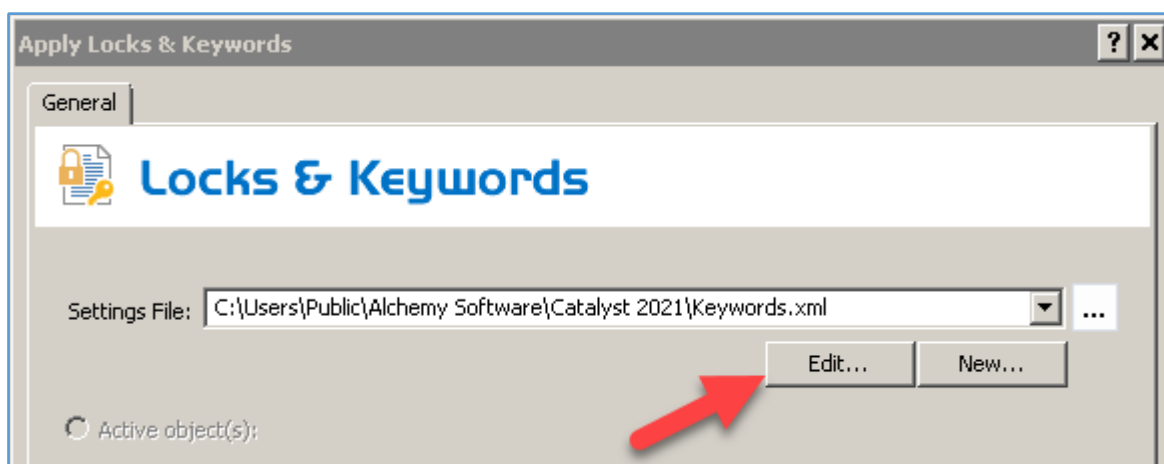 Apply Locks & Keywords
General
Locks & Keywords
Settings File: C:\Users\Public\Alchemy Software\Catalyst 2021\Keywords.xml ...
Edit... New...
Active object(s):